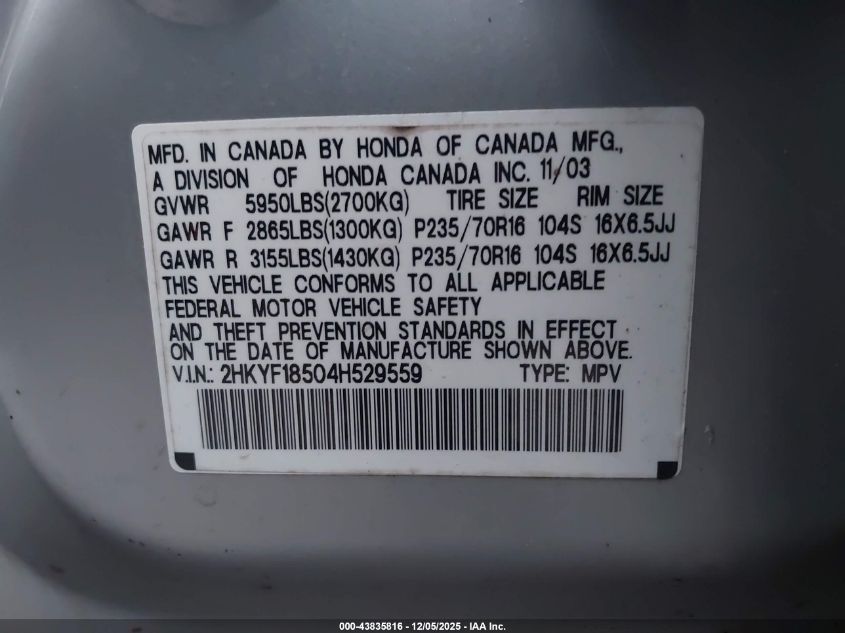 MFD. IN CANADA BY HONDA OF CANADA MFG.,
A DIVISION OF HONDA CANADA INC. 11/03
GVWR 5950LBS(2700KG) TIRE SIZE RIM SIZE
GAWR F 2865LBS(1300KG) P235/70R16 104S 16X6.5JJ
GAWR R 3155LBS(1430KG) P235/70R16 104S 16X6.5JJ
THIS VEHICLE CONFORMS TO ALL APPLICABLE
FEDERAL MOTOR VEHICLE SAFETY
AND THEFT PREVENTION STANDARDS IN EFFECT
ON THE DATE OF MANUFACTURE SHOWN ABOVE.
V.I.N.: 2HKYF18504H529559 TYPE: MPV
000-43835816 - 12/05/2025 - IAA Inc.